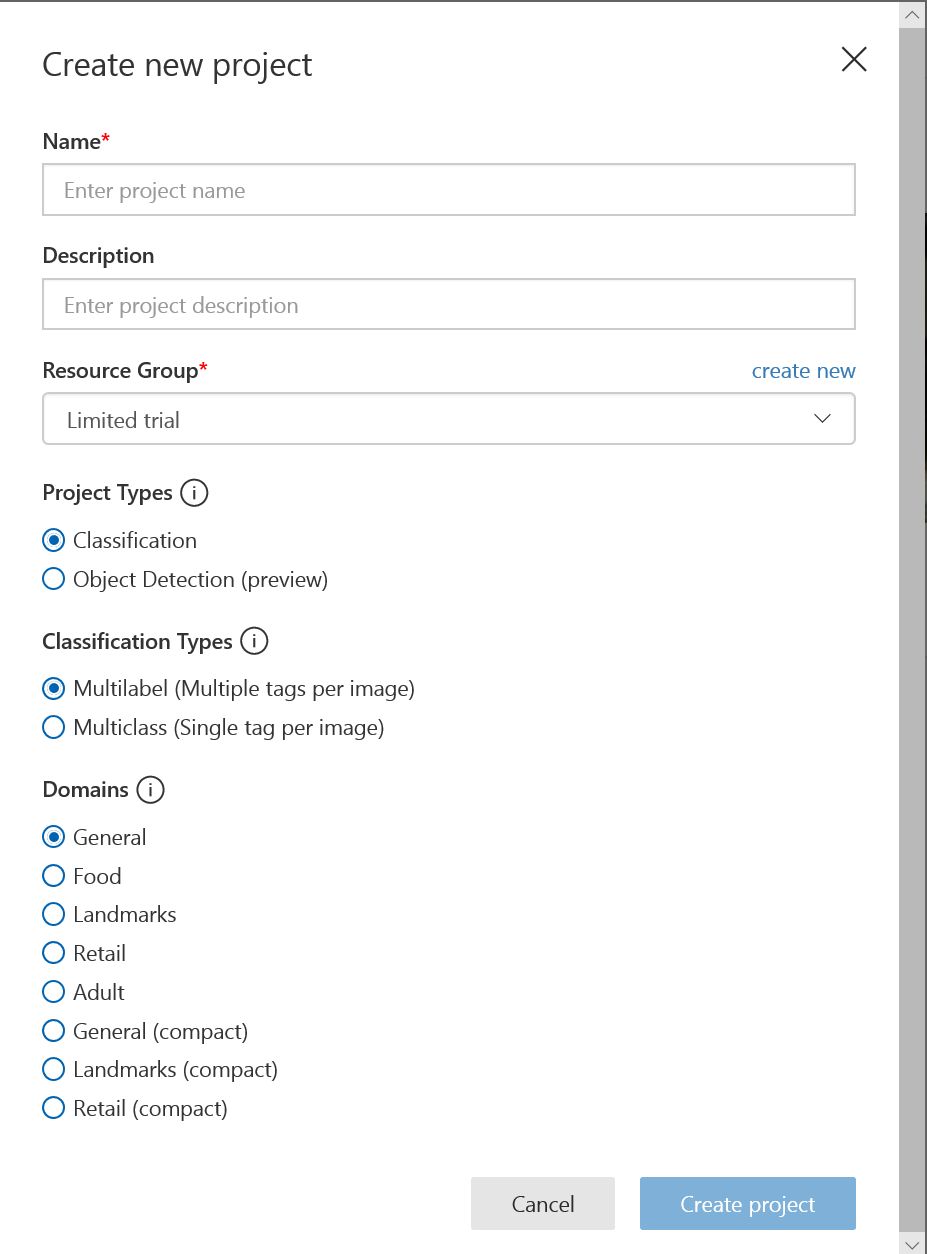 Create new project
Name*
Enter project name
Description
Enter project description
Resource Group*
create new
Limited trial
Project Types
Classification
Object Detection (preview)
Classification Types
Multilabel (Multiple tags per image)
Multiclass (Single tag per image)
Domains
General
Food
Landmarks
Retail
Adult
General (compact)
Landmarks (compact)
Retail (compact)
Cancel
Create project